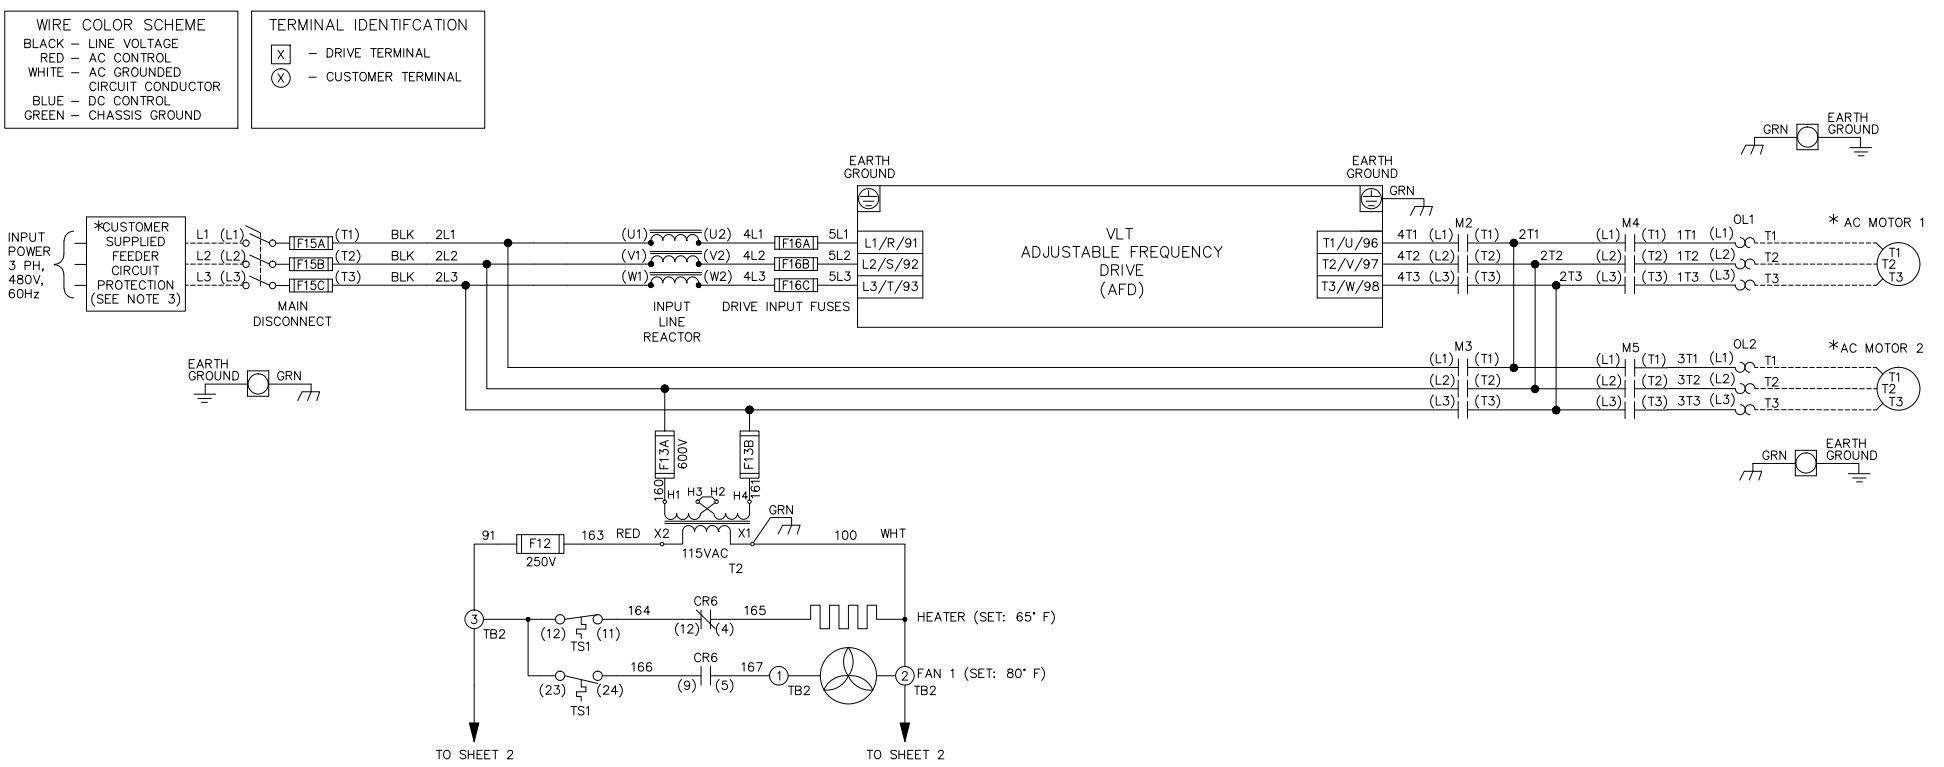 WIRE COLOR SCHEME
BLACK – LINE VOLTAGE
RED – AC CONTROL
WHITE – AC GROUNDED
CIRCUIT CONDUCTOR
BLUE – DC CONTROL
GREEN – CHASSIS GROUND
TERMINAL IDENTIFCATION
X – DRIVE TERMINAL
X – CUSTOMER TERMINAL
INPUT
POWER
3 PH,
480V,
60Hz
*CUSTOMER
SUPPLIED
FEEDER
CIRCUIT
PROTECTION
(SEE NOTE 3)
L1 (L1) F15A (T1) BLK 2L1 (U1) (U2) 4L1 F16A 5L1
L2 (L2) F15B (T2) BLK 2L2 (V1) (V2) 4L2 F16B 5L2
L3 (L3) F15C (T3) BLK 2L3 (W1) (W2) 4L3 F16C 5L3
MAIN
DISCONNECT
INPUT
LINE
REACTOR
DRIVE INPUT FUSES
EARTH
GROUND
GRN
EARTH
GROUND
L1/R/91
L2/S/92
L3/T/93
VLT
ADJUSTABLE FREQUENCY
DRIVE
(AFD)
EARTH
GROUND
GRN
T1/U/96
T2/V/97
T3/W/98
M2 M4 OL1
4T1 (L1) (T1) 2T1 (L1) (T1) 1T1 (L1) T1
4T2 (L2) (T2) 2T2 (L2) (T2) 1T2 (L2) T2
4T3 (L3) (T3) 2T3 (L3) (T3) 1T3 (L3) T3
* AC MOTOR 1
T1
T2
T3
GRN
EARTH
GROUND
M3 M5 OL2
(L1) (T1) (L1) (T1) 3T1 (L1) T1
(L2) (T2) (L2) (T2) 3T2 (L2) T2
(L3) (T3) (L3) (T3) 3T3 (L3) T3
*AC MOTOR 2
T1
T2
T3
GRN
EARTH
GROUND
F13A
600V
F13B
160
161
H1 H3 H2 H4
GRN
91 F12 163 RED X2 X1 100 WHT
250V
115VAC
T2
3
TB2
(12) (11) 164 CR6 165
TS1
(12) (4)
HEATER (SET: 65° F)
(23) (24) 166 CR6 167
TS1
(9) (5)
1
TB2
2
TB2
FAN 1 (SET: 80° F)
TO SHEET 2
TO SHEET 2